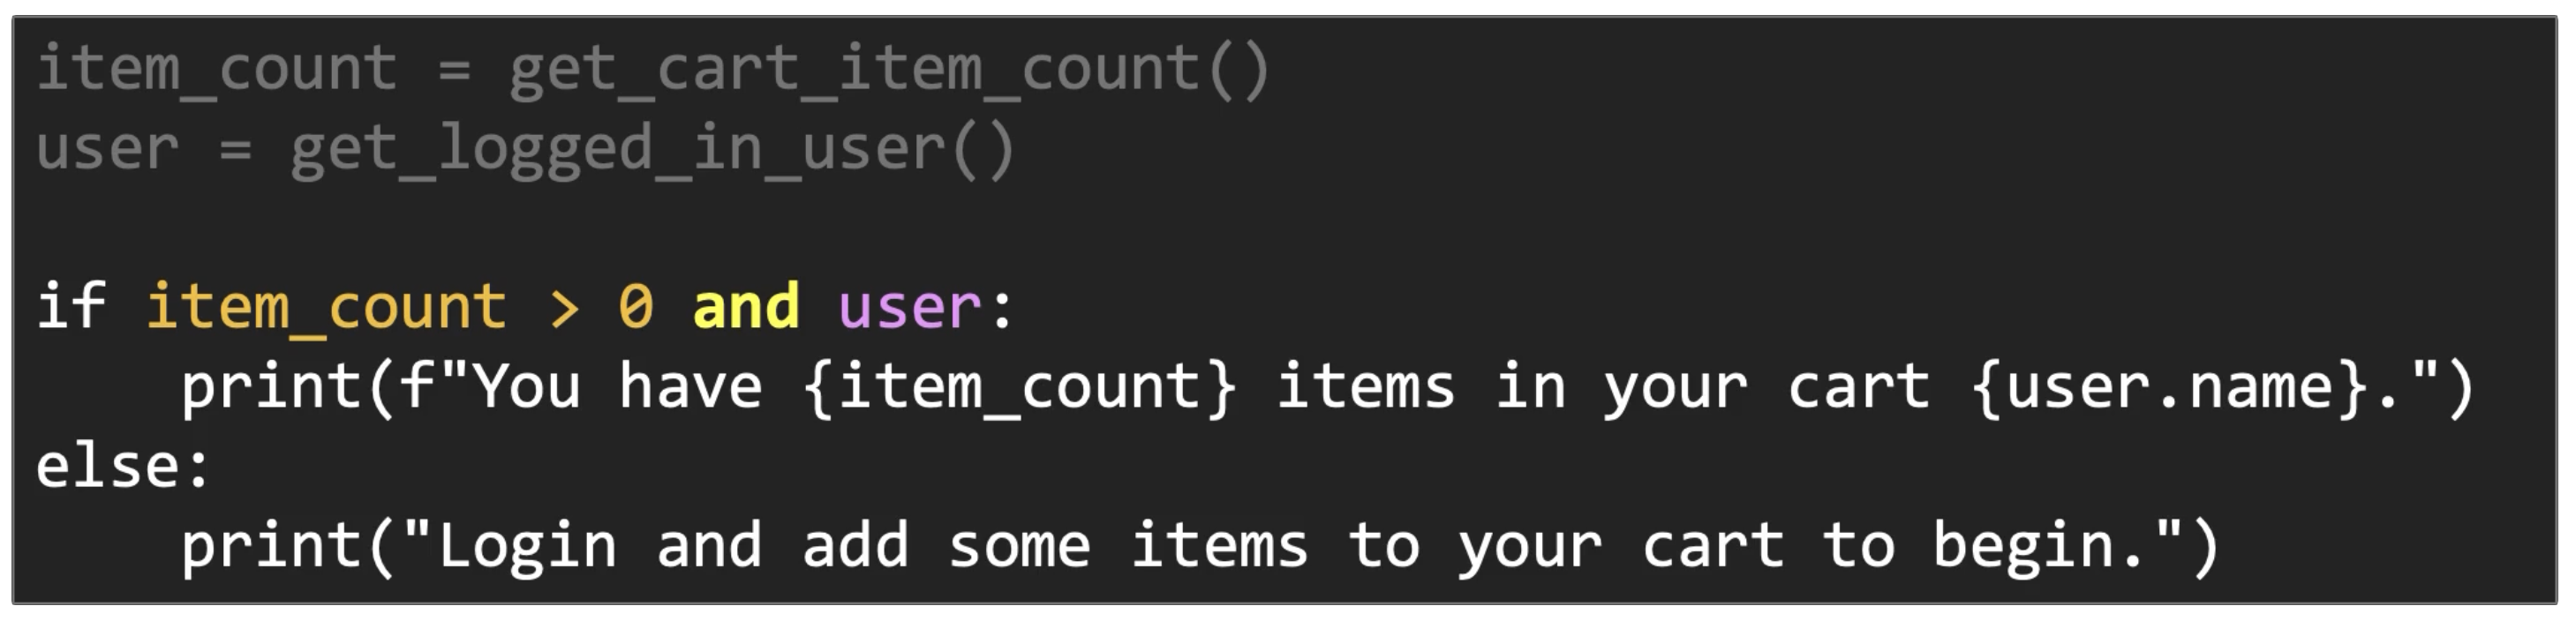 item_count = get_cart_item_count()
user = get_logged_in_user()
if item_count > 0 and user:
    print(f"You have {item_count} items in your cart {user.name}.")
else:
    print("Login and add some items to your cart to begin.")